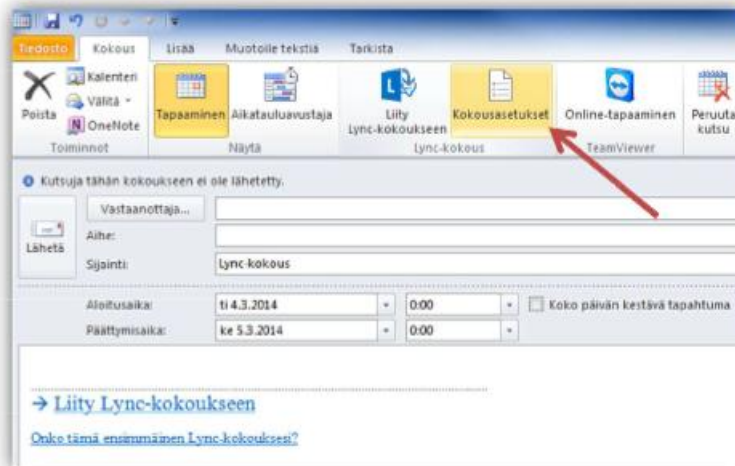 Tiedosto Kokous Lisää Muotoile tekstiä Tarkista
Poista
Kalenteri
Välitä
OneNote
Toiminnot
Tapaaminen Aikatauluavustaja
Näytä
Liity
Lync-kokoukseen
Kokousasetukset
Lync-kokous
Online-tapaaminen
TeamViewer
Peruuta
kutsu
Kutsuja tähän kokoukseen ei ole lähetetty.
Lähetä
Vastaanottaja...
Aihe:
Sijainti: Lync-kokous
Aloitusaika: ti 4.3.2014 0:00 Koko päivän kestävä tapahtuma
Päättymisaika: ke 5.3.2014 0:00
→ Liity Lync-kokoukseen
Onko tämä ensimmäinen Lync-kokouksesi?